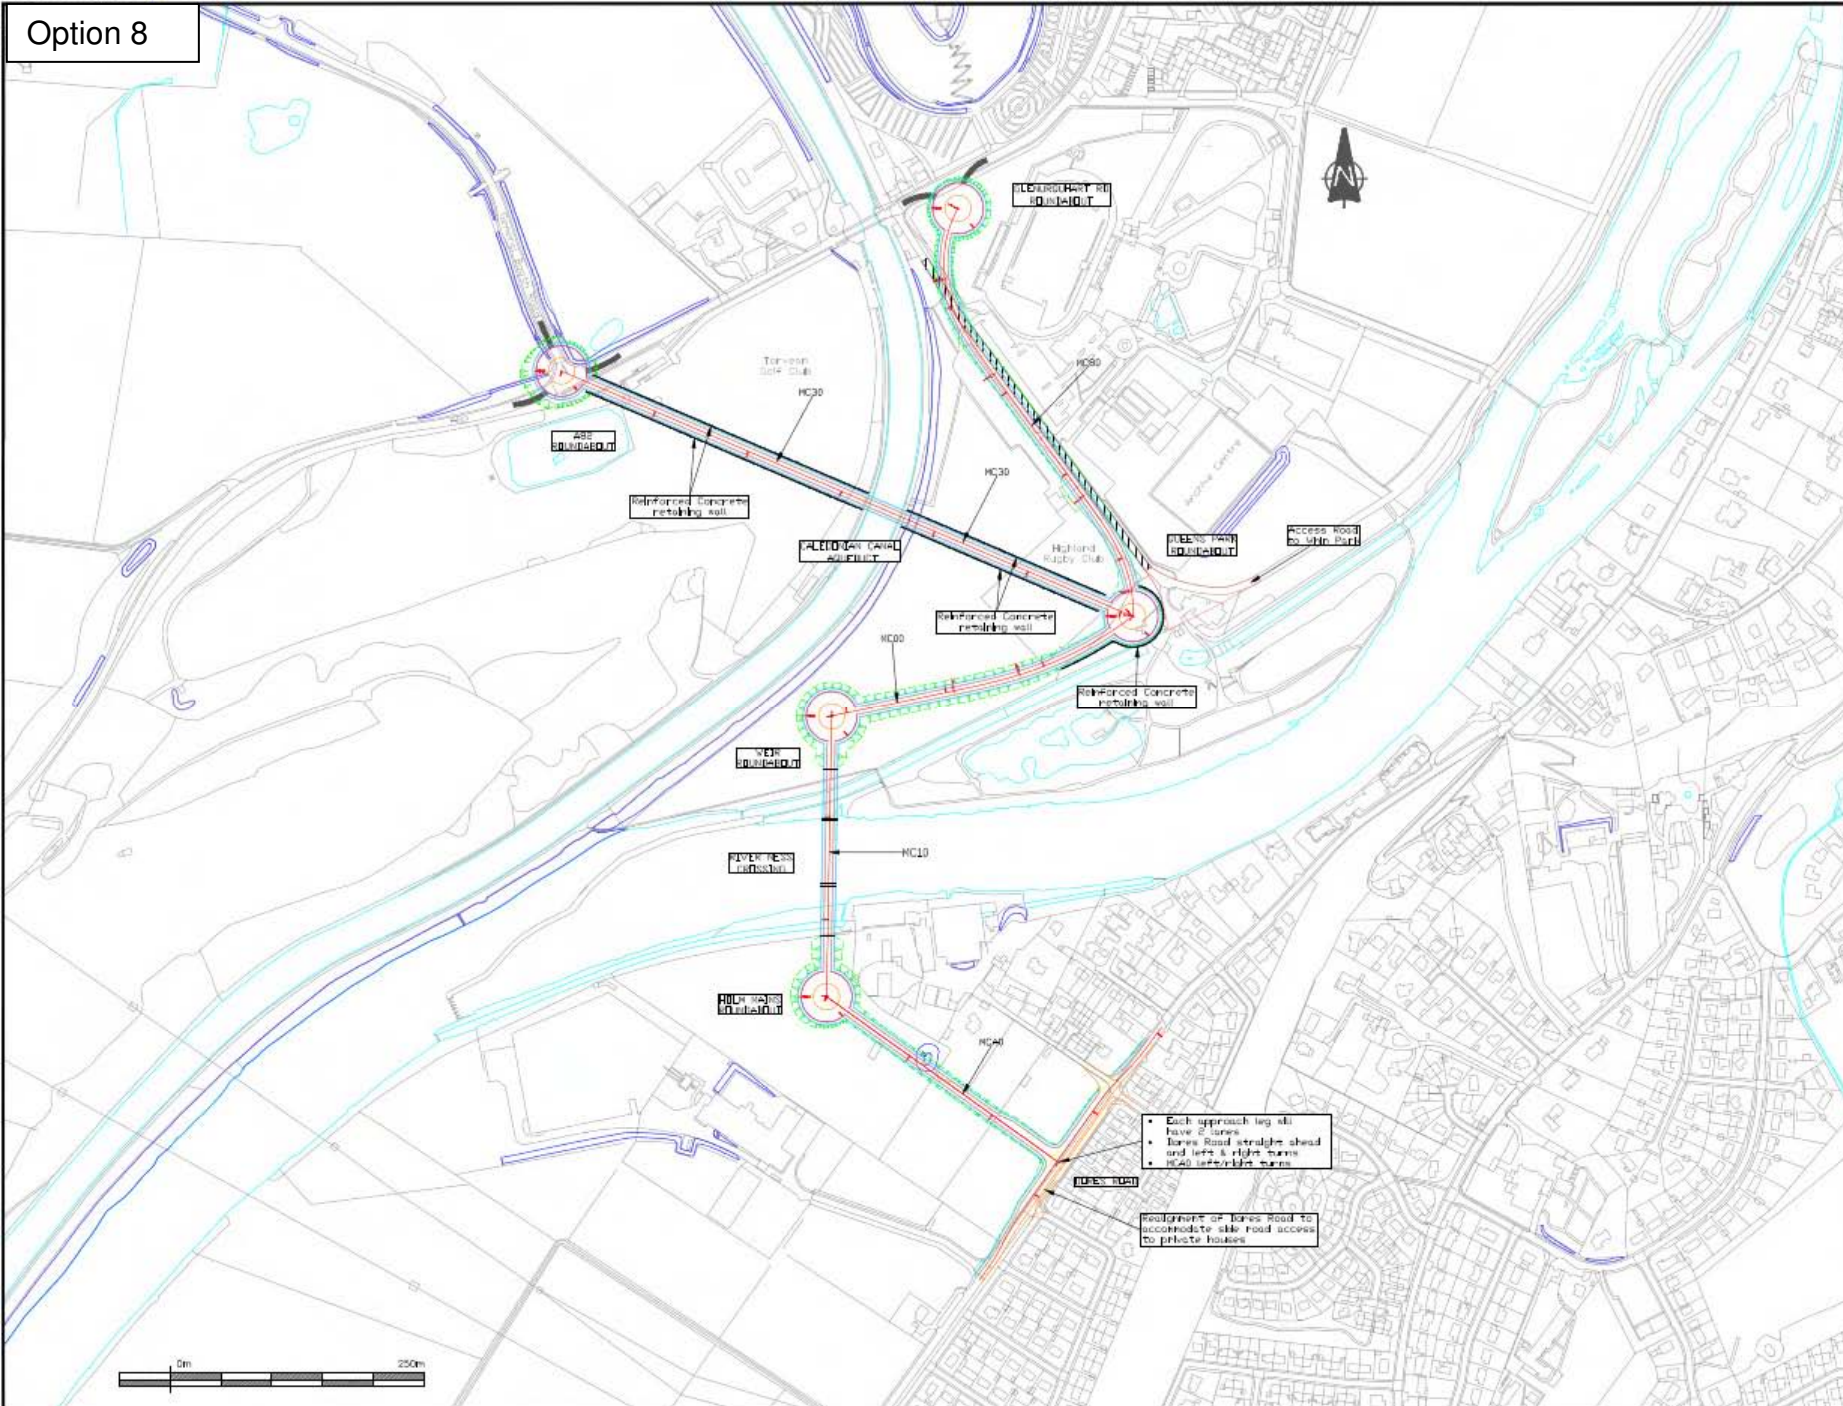 Option 8
N
GLENURQUHART RD
ROUNDABOUT
Torvean
Golf Club
MC30
MC80
A82
ROUNDABOUT
Reinforced Concrete
retaining wall
MC30
CALEDONIAN CANAL
AQUEDUCT
Highland
Rugby Club
QUEENS PARK
ROUNDABOUT
Access Road
to Whin Park
Reinforced Concrete
retaining wall
MC00
Reinforced Concrete
retaining wall
WEIR
ROUNDABOUT
RIVER NESS
CROSSING
MC10
HOLM MAINS
ROUNDABOUT
MCA0
• Each approach leg will
have 2 lanes
• Dores Road straight ahead
and left & right turns
• MCA0 left/right turns
DORES ROAD
Realignment of Dores Road to
accommodate side road access
to private houses
0m
250m